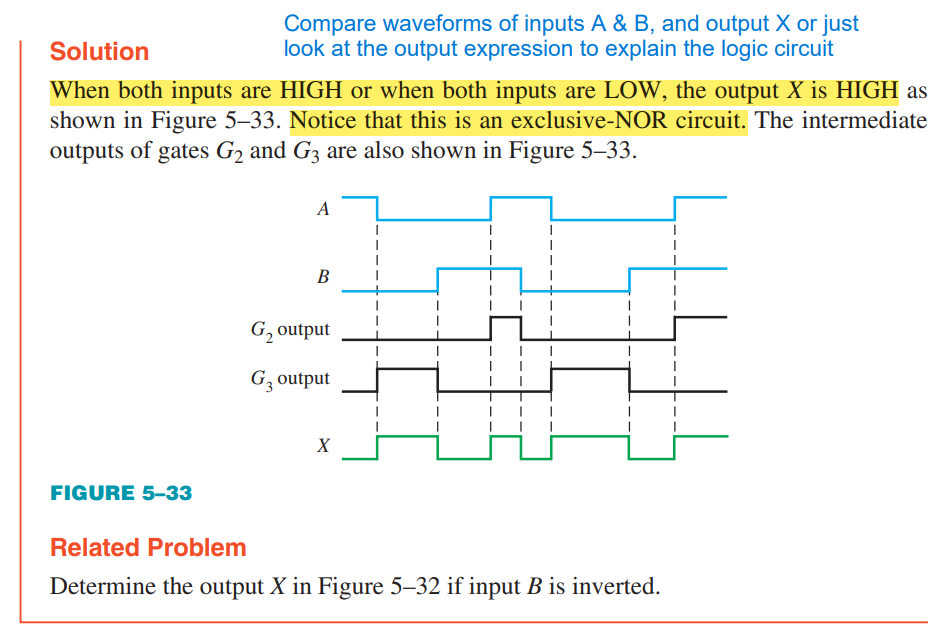 Compare waveforms of inputs A & B, and output X or just
look at the output expression to explain the logic circuit
Solution
When both inputs are HIGH or when both inputs are LOW, the output X is HIGH as
shown in Figure 5–33. Notice that this is an exclusive-NOR circuit. The intermediate
outputs of gates G2 and G3 are also shown in Figure 5–33.
A
B
G2 output
G3 output
X
FIGURE 5–33
Related Problem
Determine the output X in Figure 5–32 if input B is inverted.